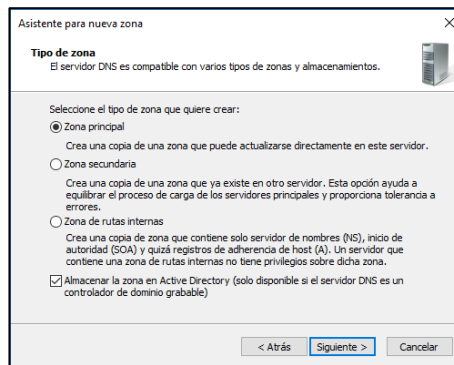 Asistente para nueva zona
Tipo de zona
El servidor DNS es compatible con varios tipos de zonas y almacenamientos.
Seleccione el tipo de zona que quiere crear:
Zona principal
Crea una copia de una zona que puede actualizarse directamente en este servidor.
Zona secundaria
Crea una copia de una zona que ya existe en otro servidor. Esta opción ayuda a
equilibrar el proceso de carga de los servidores principales y proporciona tolerancia a
errores.
Zona de rutas internas
Crea una copia de zona que contiene solo servidor de nombres (NS), inicio de
autoridad (SOA) y quizá registros de adherencia de host (A). Un servidor que
contiene una zona de rutas internas no tiene privilegios sobre dicha zona.
Almacenar la zona en Active Directory (solo disponible si el servidor DNS es un
controlador de dominio grabable)
< Atrás Siguiente > Cancelar